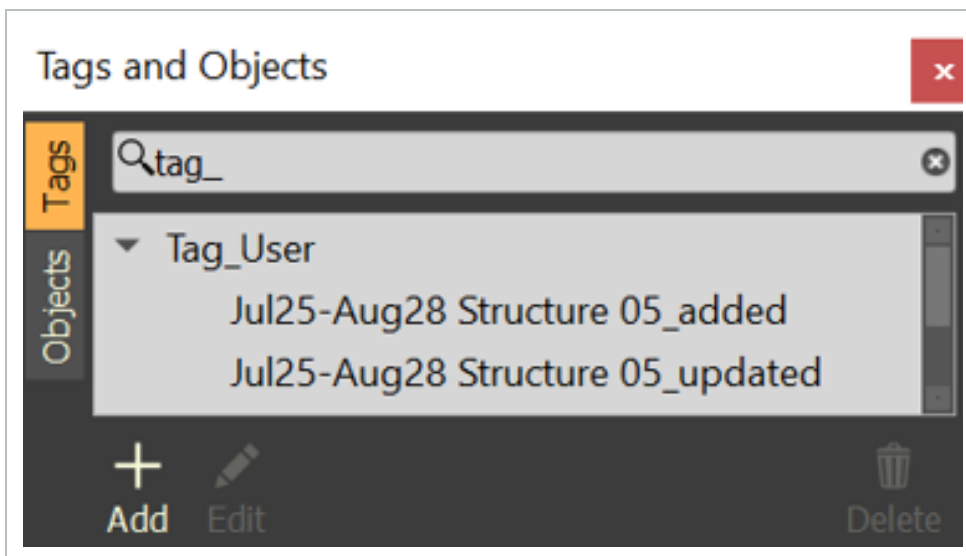 Tags and Objects
Tags
tag_
Tag_User
Objects
Jul25-Aug28 Structure 05_added
Jul25-Aug28 Structure 05_updated
Add
Edit
Delete